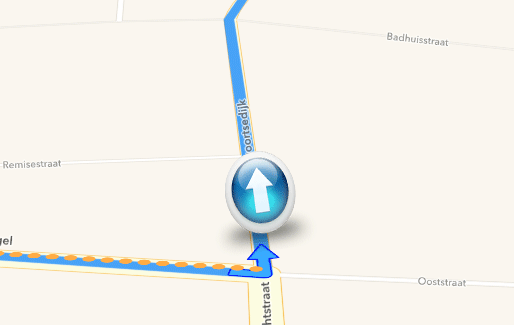 Badhuisstraat
oortsedijk
Remisestraat
gel
Ooststraat
htstraat